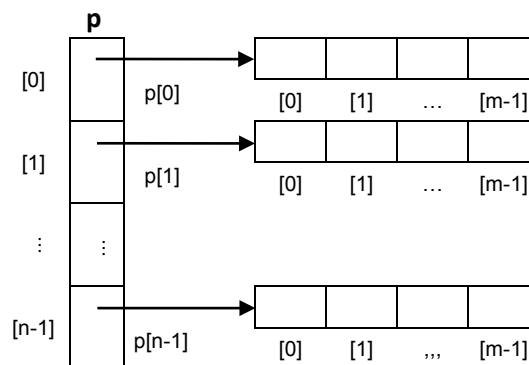 p
[0]
p[0]
[0] [1] … [m-1]
[1]
p[1]
[0] [1] … [m-1]
⋮ ⋮
[n-1]
p[n-1]
[0] [1] ,,, [m-1]